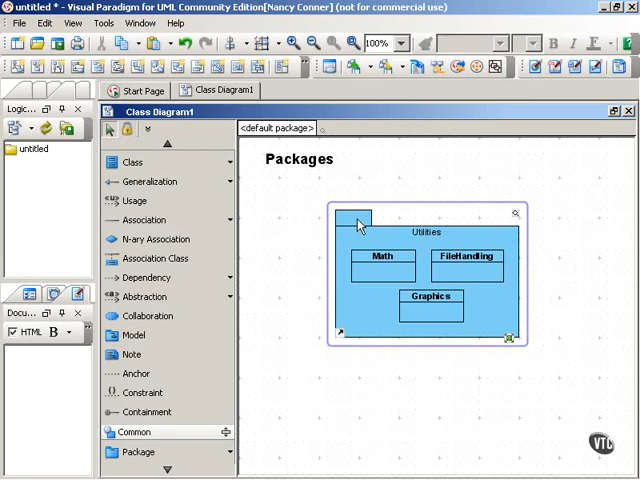 untitled * - Visual Paradigm for UML Community Edition[Nancy Conner] (not for commercial use)
File Edit View Tools Window Help
100%
B I F
Start Page Class Diagram1
Logic...
Class Diagram1
<default package>
untitled
Packages
Class
Generalization
Usage
Association
N-ary Association
Association Class
Dependency
Abstraction
Collaboration
Model
Note
Anchor
Constraint
Containment
Common
Package
Utilities
Math FileHandling
Graphics
Docu...
HTML B
VTC